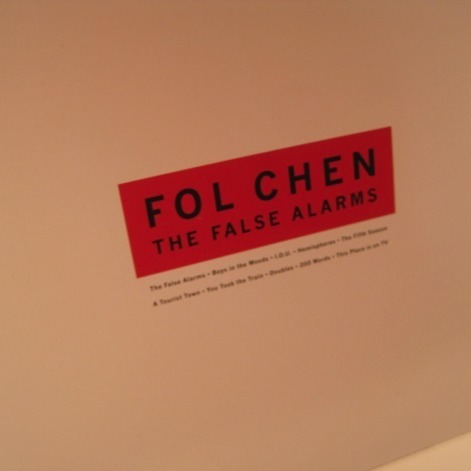 FOL CHEN
THE FALSE ALARMS
The False Alarms • Boys in the Woods • I.O.U. • Hemispheres • The Fifth Season
A Tourist Town • You Took the Train • Doubles • 200 Words • This Place is on TV